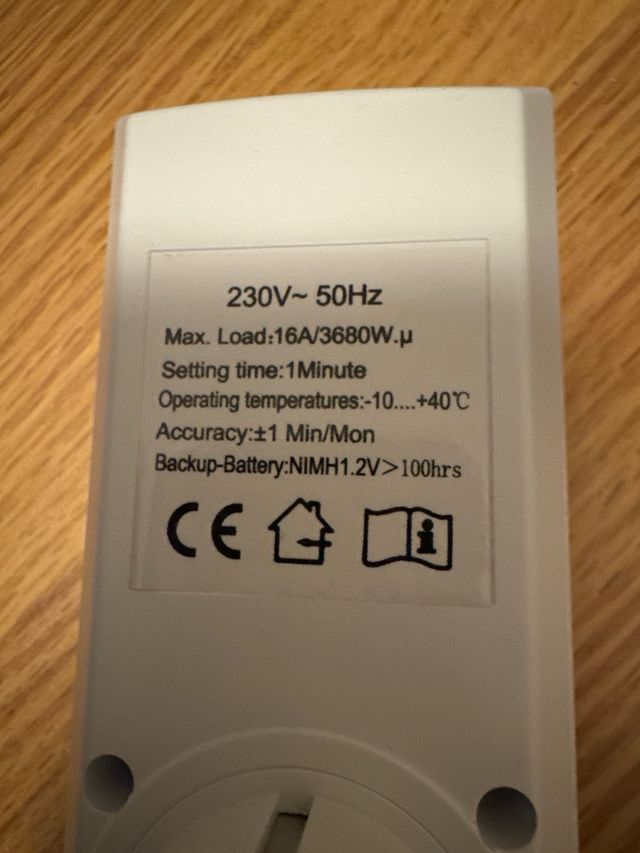 230V~ 50Hz
Max. Load:16A/3680W.µ
Setting time:1Minute
Operating temperatures:-10....+40℃
Accuracy:±1 Min/Mon
Backup-Battery:NIMH1.2V>100hrs
CE i